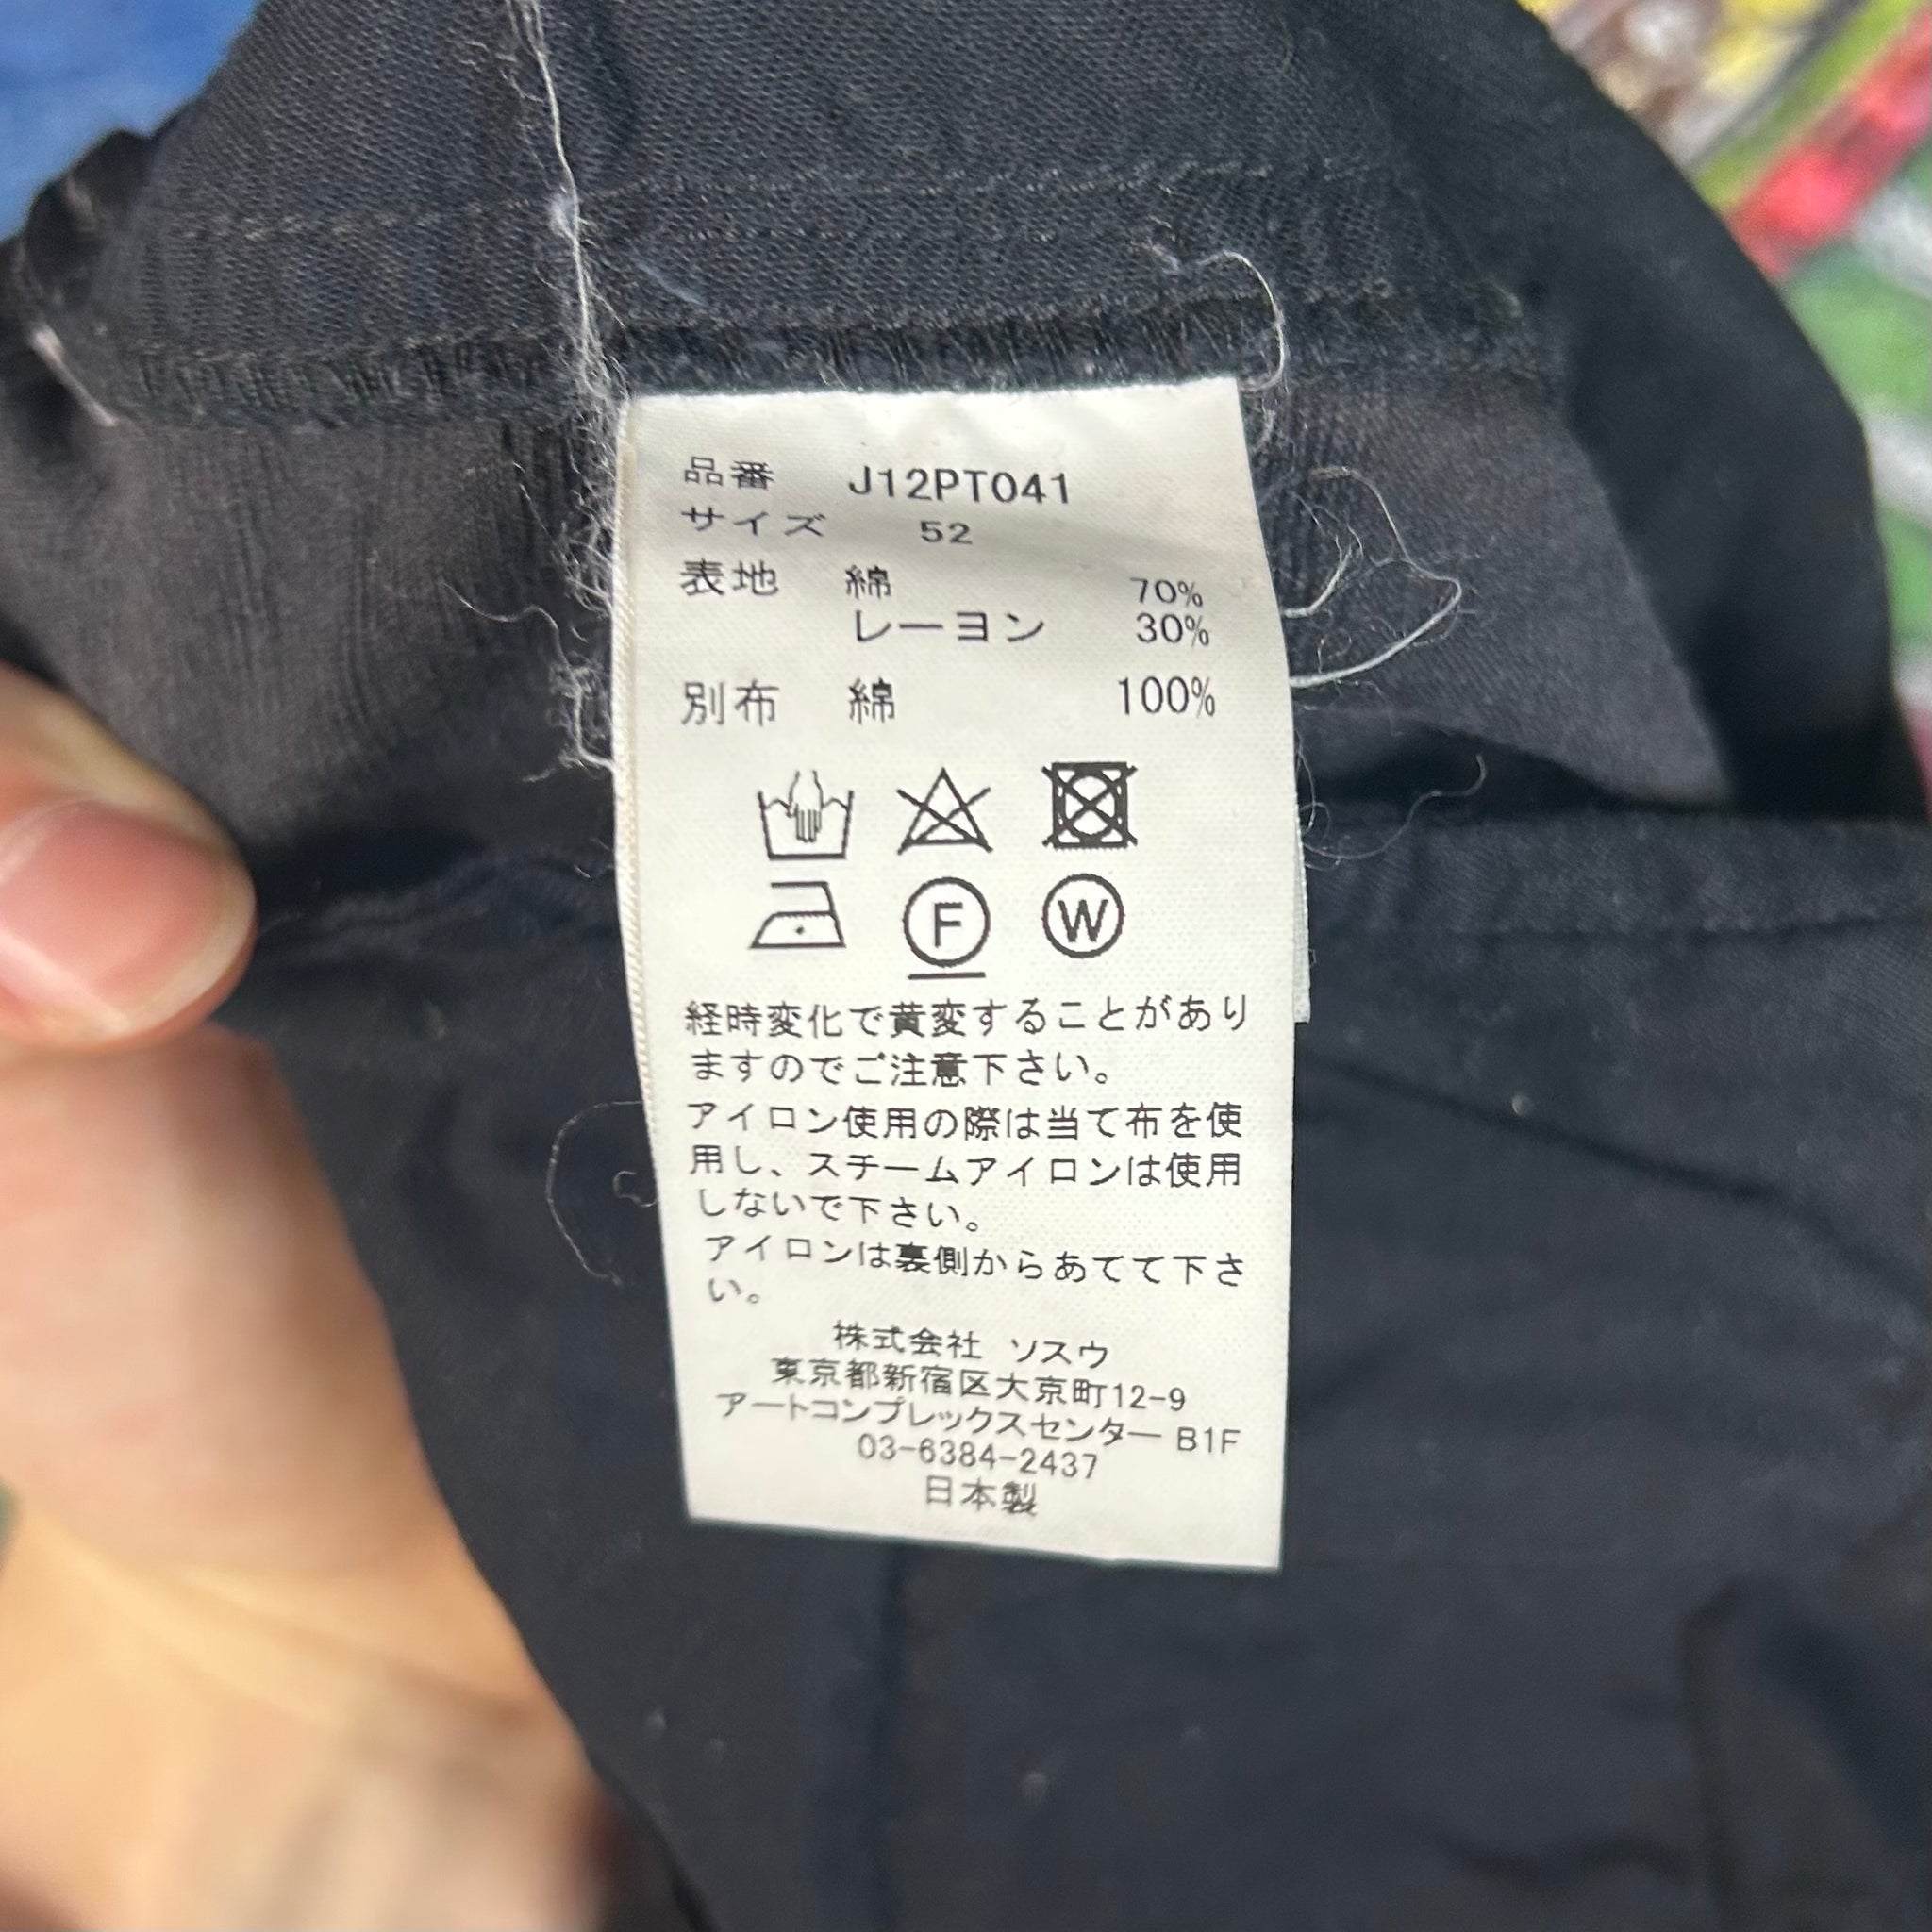 品番 J12PT041
サイズ 52
表地 綿 70%
レーヨン 30%
別布 綿 100%
F W
経時変化で黄変することがあり
ますのでご注意下さい。
アイロン使用の際は当て布を使
用し、スチームアイロンは使用
しないで下さい。
アイロンは裏側からあてて下さ
い。
株式会社 ソスウ
東京都新宿区大京町12-9
アートコンプレックスセンター B1F
03-6384-2437
日本製